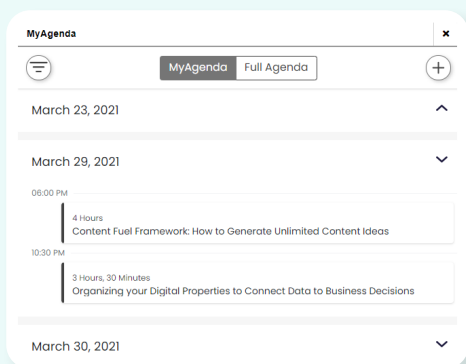 MyAgenda
MyAgenda Full Agenda
March 23, 2021
March 29, 2021
06:00 PM
4 Hours
Content Fuel Framework: How to Generate Unlimited Content Ideas
10:30 PM
3 Hours, 30 Minutes
Organizing your Digital Properties to Connect Data to Business Decisions
March 30, 2021